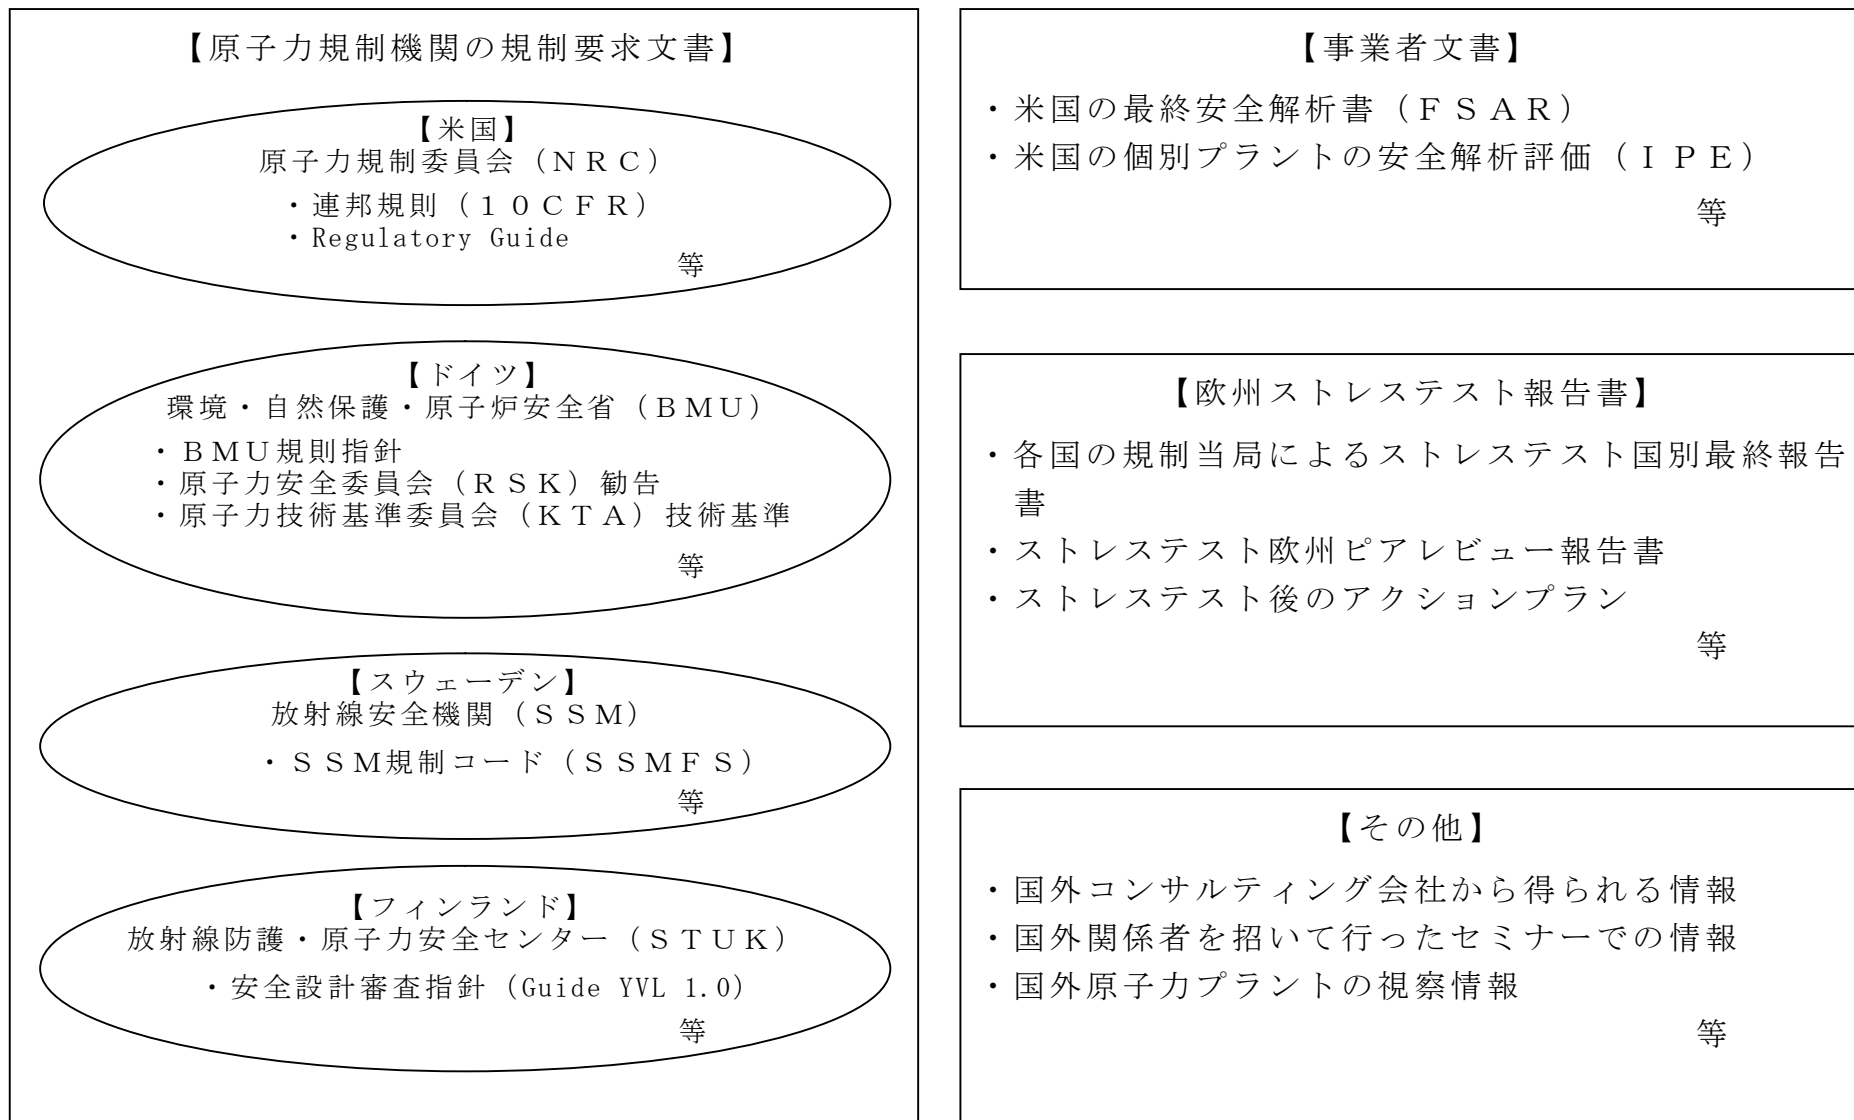 【原子力規制機関の規制要求文書】
【米国】
原子力規制委員会（ＮＲＣ）
・連邦規則（１０ＣＦＲ）
・Regulatory Guide
等
【ドイツ】
環境・自然保護・原子炉安全省（ＢＭＵ）
・ＢＭＵ規則指針
・原子力安全委員会（ＲＳＫ）勧告
・原子力技術基準委員会（ＫＴＡ）技術基準
等
【スウェーデン】
放射線安全機関（ＳＳＭ）
・ＳＳＭ規制コード（ＳＳＭＦＳ）
等
【フィンランド】
放射線防護・原子力安全センター（ＳＴＵＫ）
・安全設計審査指針（Guide YVL 1.0）
等
【事業者文書】
・米国の最終安全解析書（ＦＳＡＲ）
・米国の個別プラントの安全解析評価（ＩＰＥ）
等
【欧州ストレステスト報告書】
・各国の規制当局によるストレステスト国別最終報告
書
・ストレステスト欧州ピアレビュー報告書
・ストレステスト後のアクションプラン
等
【その他】
・国外コンサルティング会社から得られる情報
・国外関係者を招いて行ったセミナーでの情報
・国外原子力プラントの視察情報
等